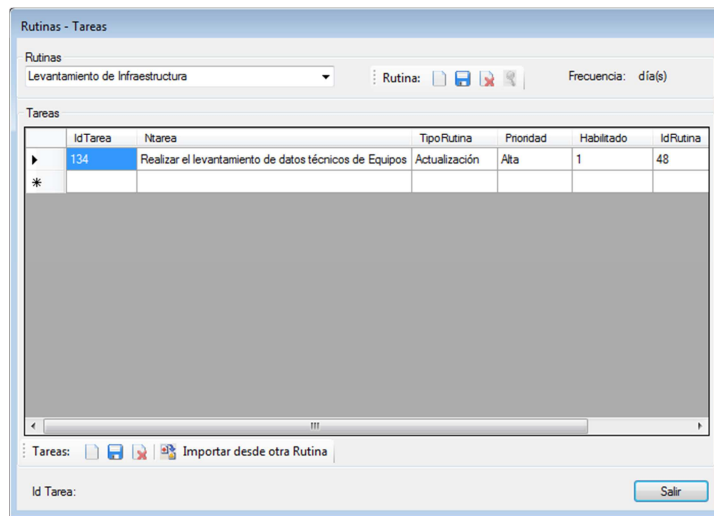 Rutinas - Tareas
Rutinas
Levantamiento de Infraestructura Rutina: Frecuencia: día(s)
Tareas
IdTarea Ntarea TipoRutina Prioridad Habilitado IdRutina
134 Realizar el levantamiento de datos técnicos de Equipos Actualización Alta 1 48
Tareas: Importar desde otra Rutina
Id Tarea: Salir